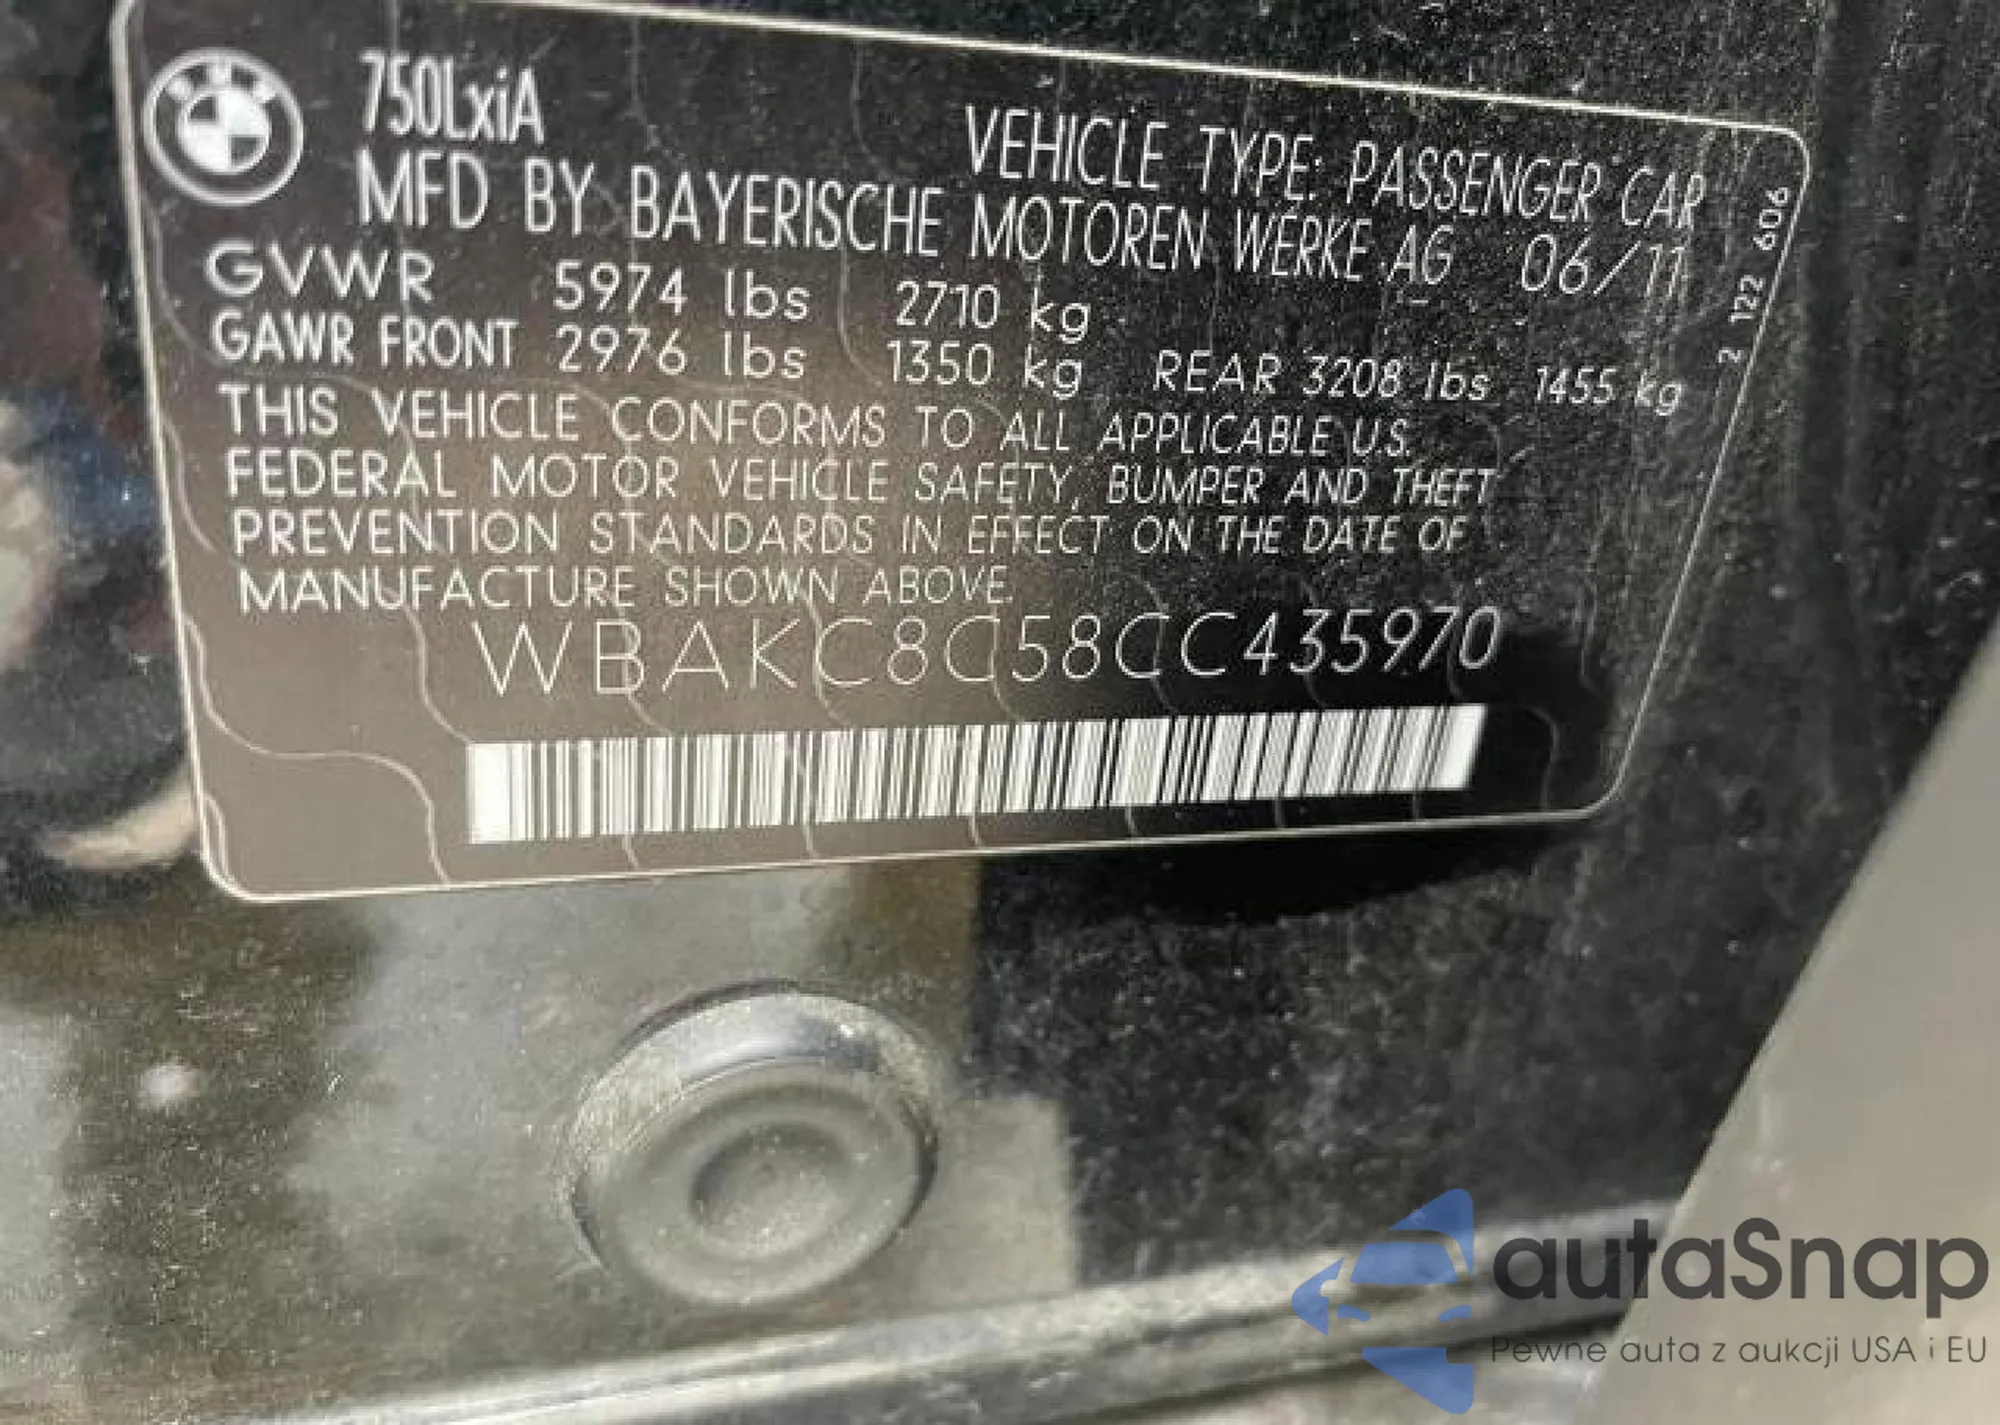 750LxiA
VEHICLE TYPE: PASSENGER CAR
MFD BY BAYERISCHE MOTOREN WERKE AG 06/11
GVWR 5974 lbs 2710 kg
GAWR FRONT 2976 lbs 1350 kg REAR 3208 lbs 1455 kg
THIS VEHICLE CONFORMS TO ALL APPLICABLE U.S.
FEDERAL MOTOR VEHICLE SAFETY, BUMPER AND THEFT
PREVENTION STANDARDS IN EFFECT ON THE DATE OF
MANUFACTURE SHOWN ABOVE.
WBAKC8C58CC435970
2 122 606
BMW
autaSnap
Pewne auta z aukcji USA i EU